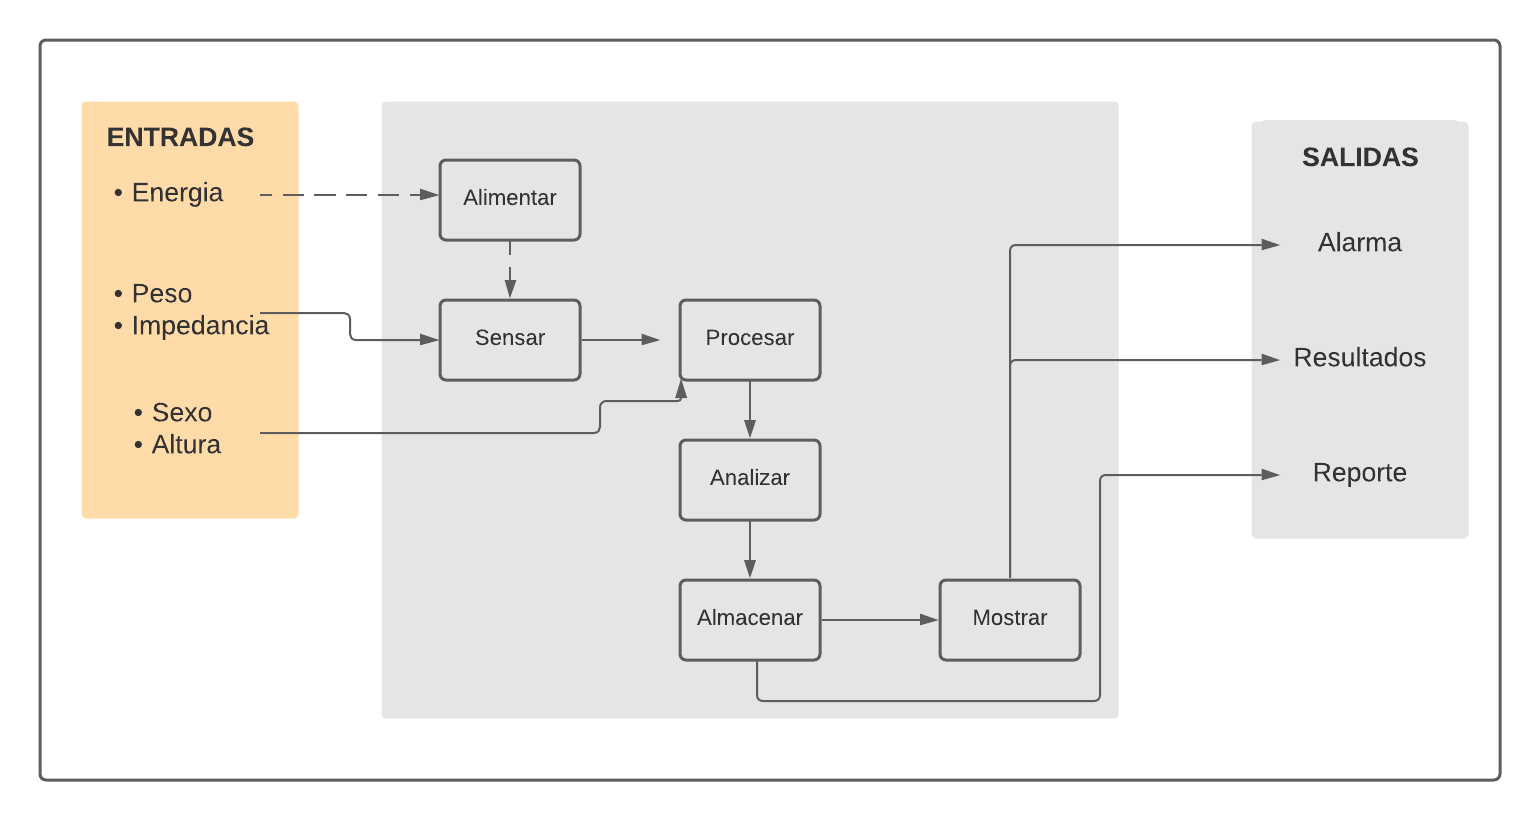 ENTRADAS
• Energia
• Peso
• Impedancia
• Sexo
• Altura
Alimentar
Sensar
Procesar
Analizar
Almacenar
Mostrar
SALIDAS
Alarma
Resultados
Reporte